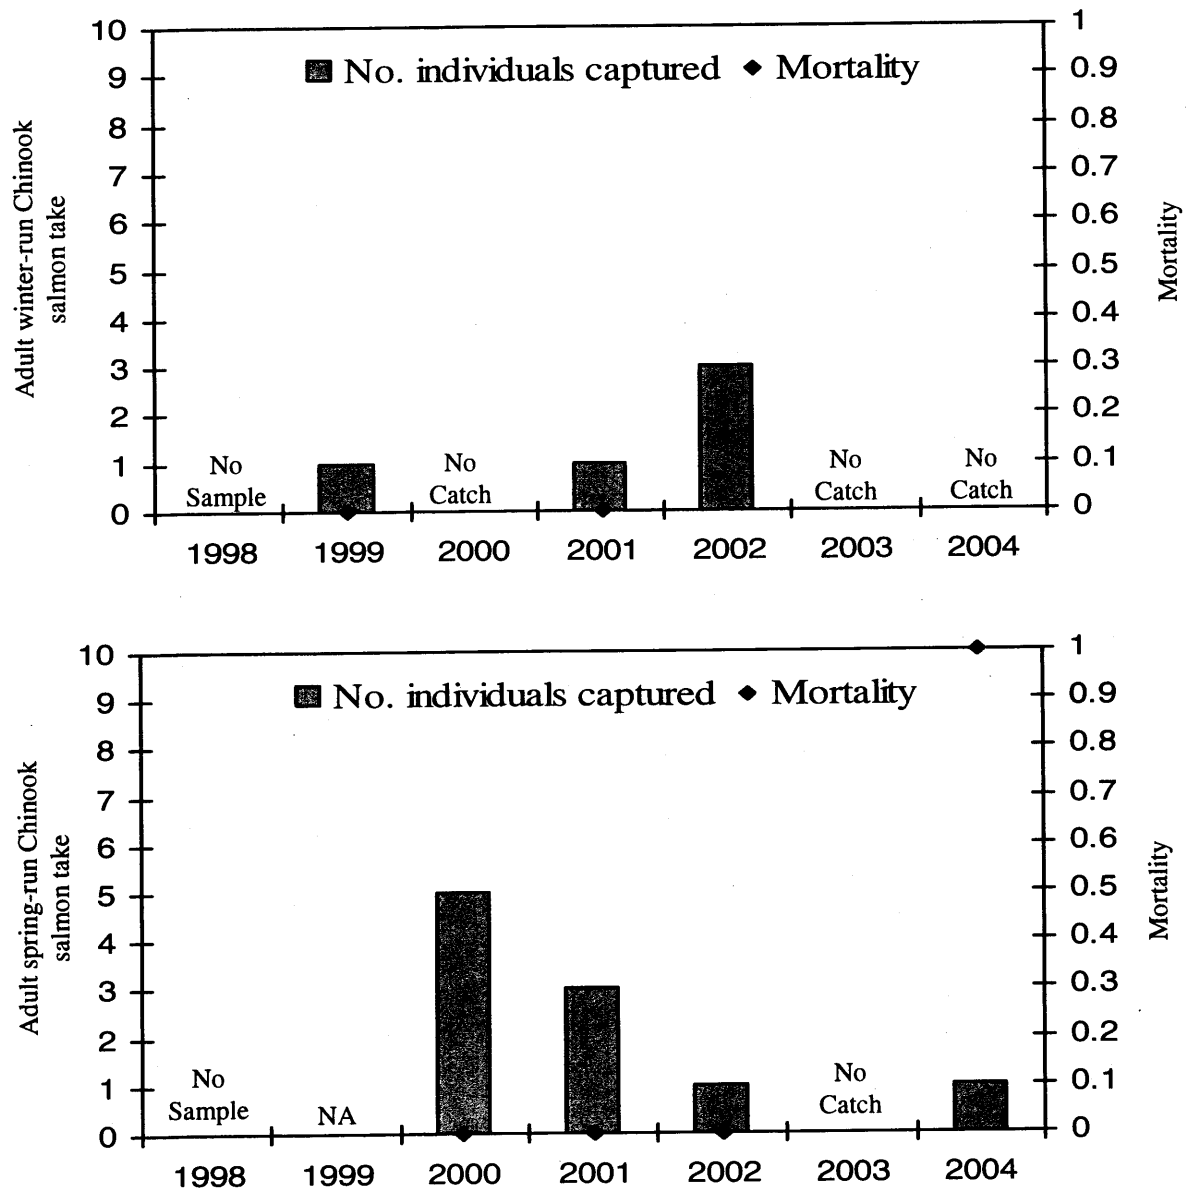 10
9
8
7
6
5
4
3
2
1
0
Adult winter-run Chinook
salmon take
No. individuals captured ◆ Mortality
No
Sample
No
Catch
No
Catch
No
Catch
1998
1999
2000
2001
2002
2003
2004
1
0.9
0.8
0.7
0.6
0.5
0.4
0.3
0.2
0.1
0
Mortality
10
9
8
7
6
5
4
3
2
1
0
Adult spring-run Chinook
salmon take
No. individuals captured ◆ Mortality
No
Sample
NA
No
Catch
1998
1999
2000
2001
2002
2003
2004
1
0.9
0.8
0.7
0.6
0.5
0.4
0.3
0.2
0.1
0
Mortality